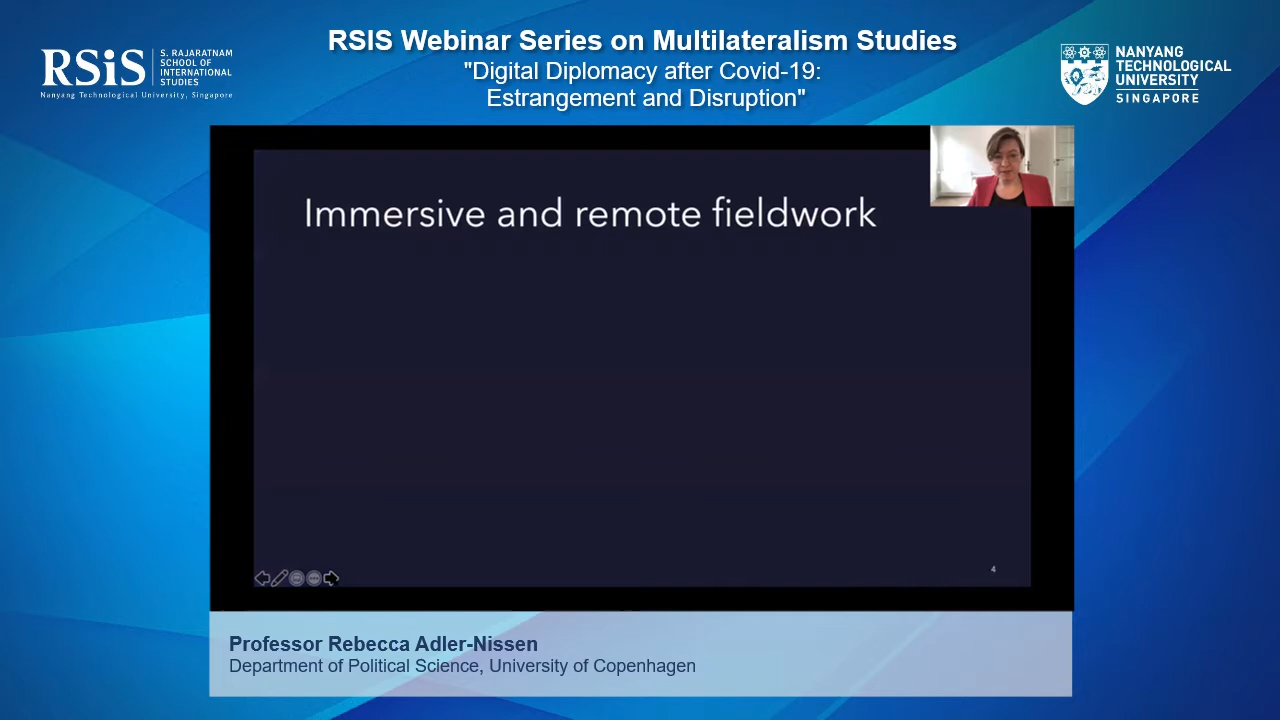 RSiS
S. RAJARATNAM
SCHOOL OF
INTERNATIONAL
STUDIES
Nanyang Technological University, Singapore
RSIS Webinar Series on Multilateralism Studies
"Digital Diplomacy after Covid-19:
Estrangement and Disruption"
NANYANG
TECHNOLOGICAL
UNIVERSITY
SINGAPORE
Immersive and remote fieldwork
4
Professor Rebecca Adler-Nissen
Department of Political Science, University of Copenhagen